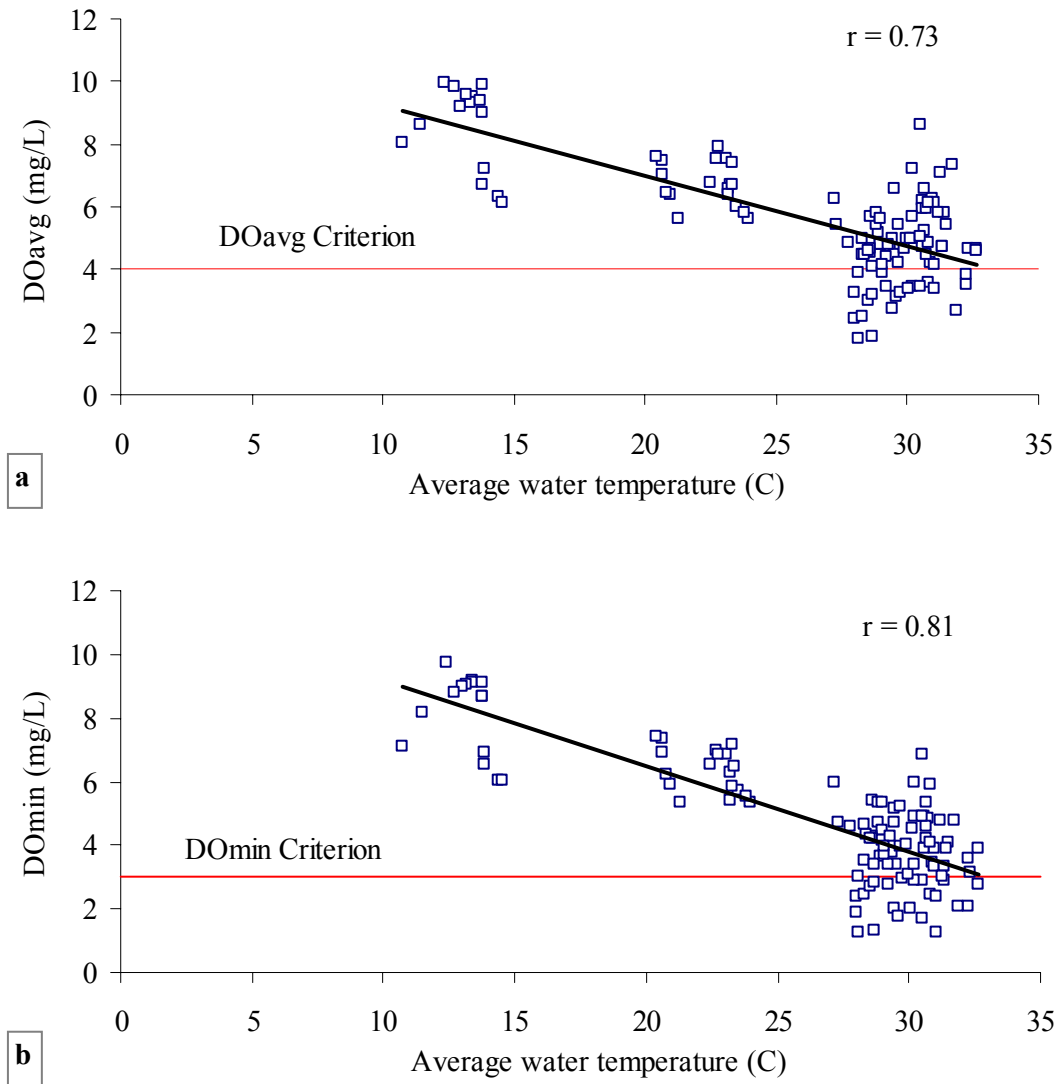 12
10
8
6
4
2
0
DOavg (mg/L)
r = 0.73
DOavg Criterion
0 5 10 15 20 25 30 35
Average water temperature (C)
a
12
10
8
6
4
2
0
DOmin (mg/L)
r = 0.81
DOmin Criterion
0 5 10 15 20 25 30 35
Average water temperature (C)
b